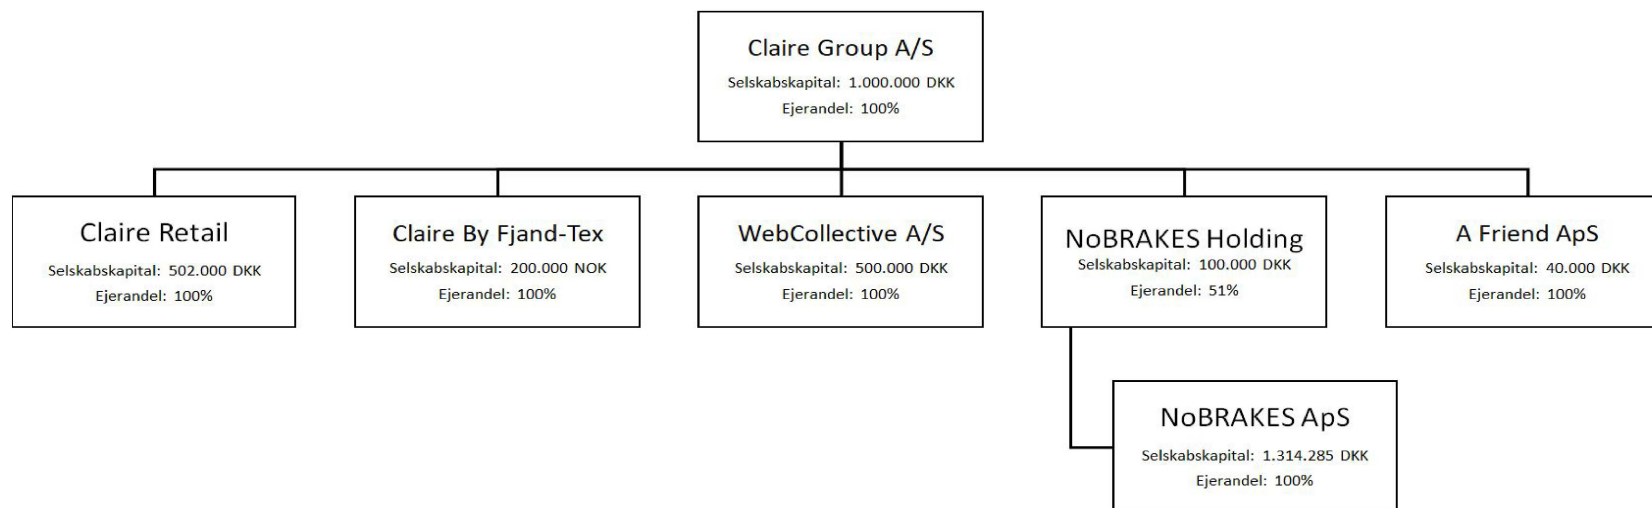 Claire Group A/S
Selskabskapital: 1.000.000 DKK
Ejerandel: 100%
Claire Retail
Selskabskapital: 502.000 DKK
Ejerandel: 100%
Claire By Fjand-Tex
Selskabskapital: 200.000 NOK
Ejerandel: 100%
WebCollective A/S
Selskabskapital: 500.000 DKK
Ejerandel: 100%
NoBRAKES Holding
Selskabskapital: 100.000 DKK
Ejerandel: 51%
A Friend ApS
Selskabskapital: 40.000 DKK
Ejerandel: 100%
NoBRAKES ApS
Selskabskapital: 1.314.285 DKK
Ejerandel: 100%